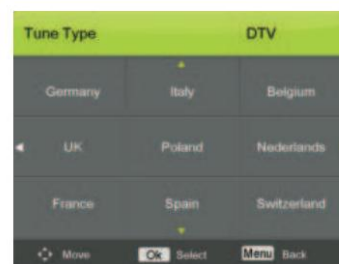 Tune Type DTV
Germany Italy Belgium
UK Poland Nederlands
France Spain Switzerland
Move Ok Select Menu Back